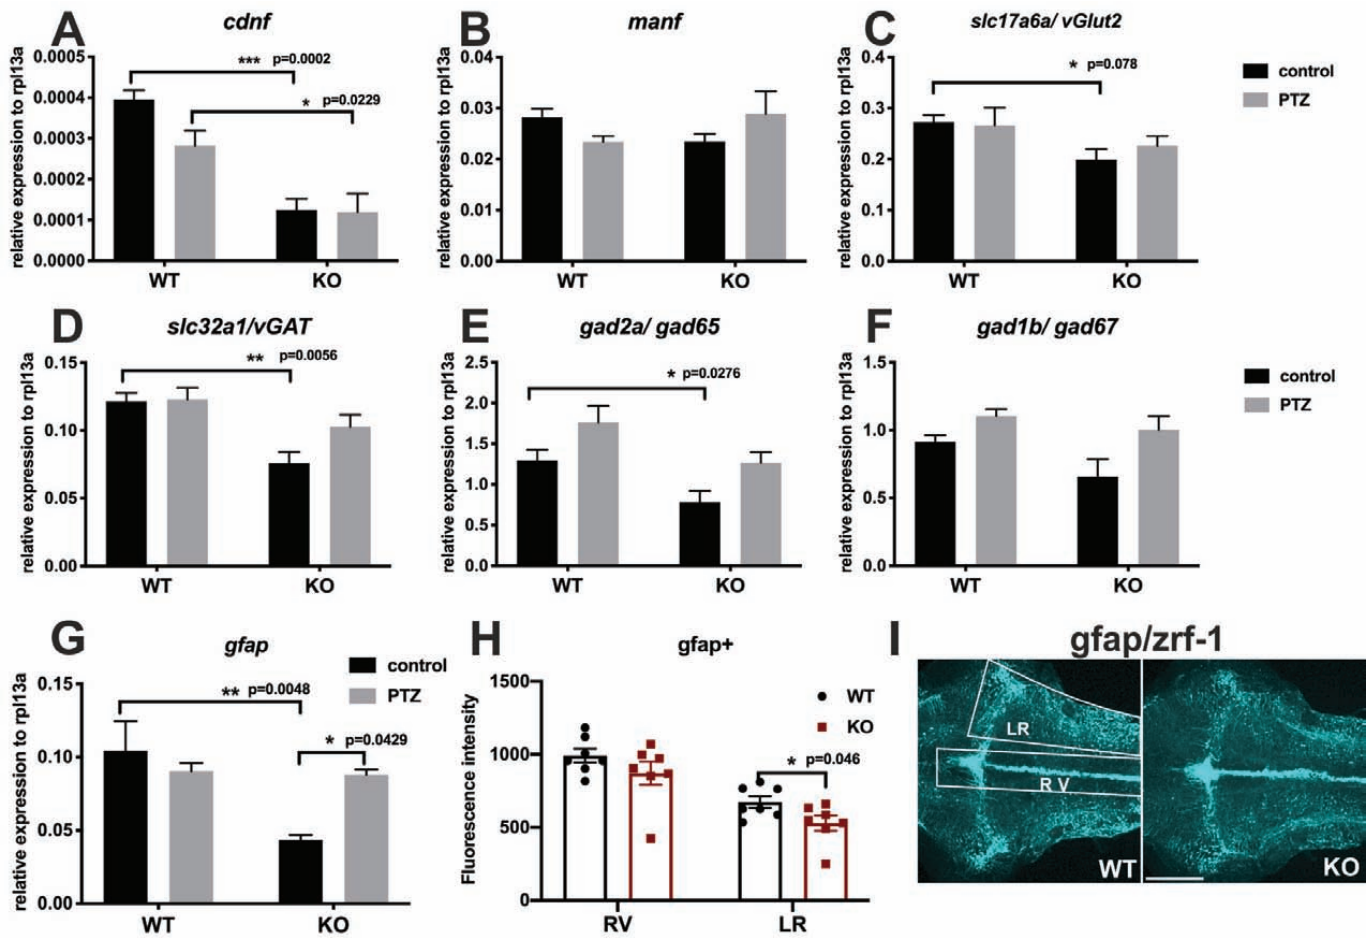 A
cdnf
relative expression to rpl13a
0.0005
0.0004
0.0003
0.0002
0.0001
0.0000
*** p=0.0002
* p=0.0229
WT
KO
B
manf
relative expression to rpl13a
0.04
0.03
0.02
0.01
0.00
WT
KO
C
slc17a6a/ vGlut2
relative expression to rpl13a
0.4
0.3
0.2
0.1
0.0
* p=0.078
WT
KO
control
PTZ
D
slc32a1/vGAT
relative expression to rpl13a
0.15
0.10
0.05
0.00
** p=0.0056
WT
KO
E
gad2a/ gad65
relative expression to rpl13a
2.5
2.0
1.5
1.0
0.5
0.0
* p=0.0276
WT
KO
F
gad1b/ gad67
relative expression to rpl13a
1.5
1.0
0.5
0.0
WT
KO
control
PTZ
G
gfap
control
PTZ
relative expression to rpl13a
0.15
0.10
0.05
0.00
** p=0.0048
* p=0.0429
WT
KO
H
gfap+
Fluorescence intensity
1500
1000
500
0
WT
KO
* p=0.046
RV
LR
I
gfap/zrf-1
LR
R V
WT
KO